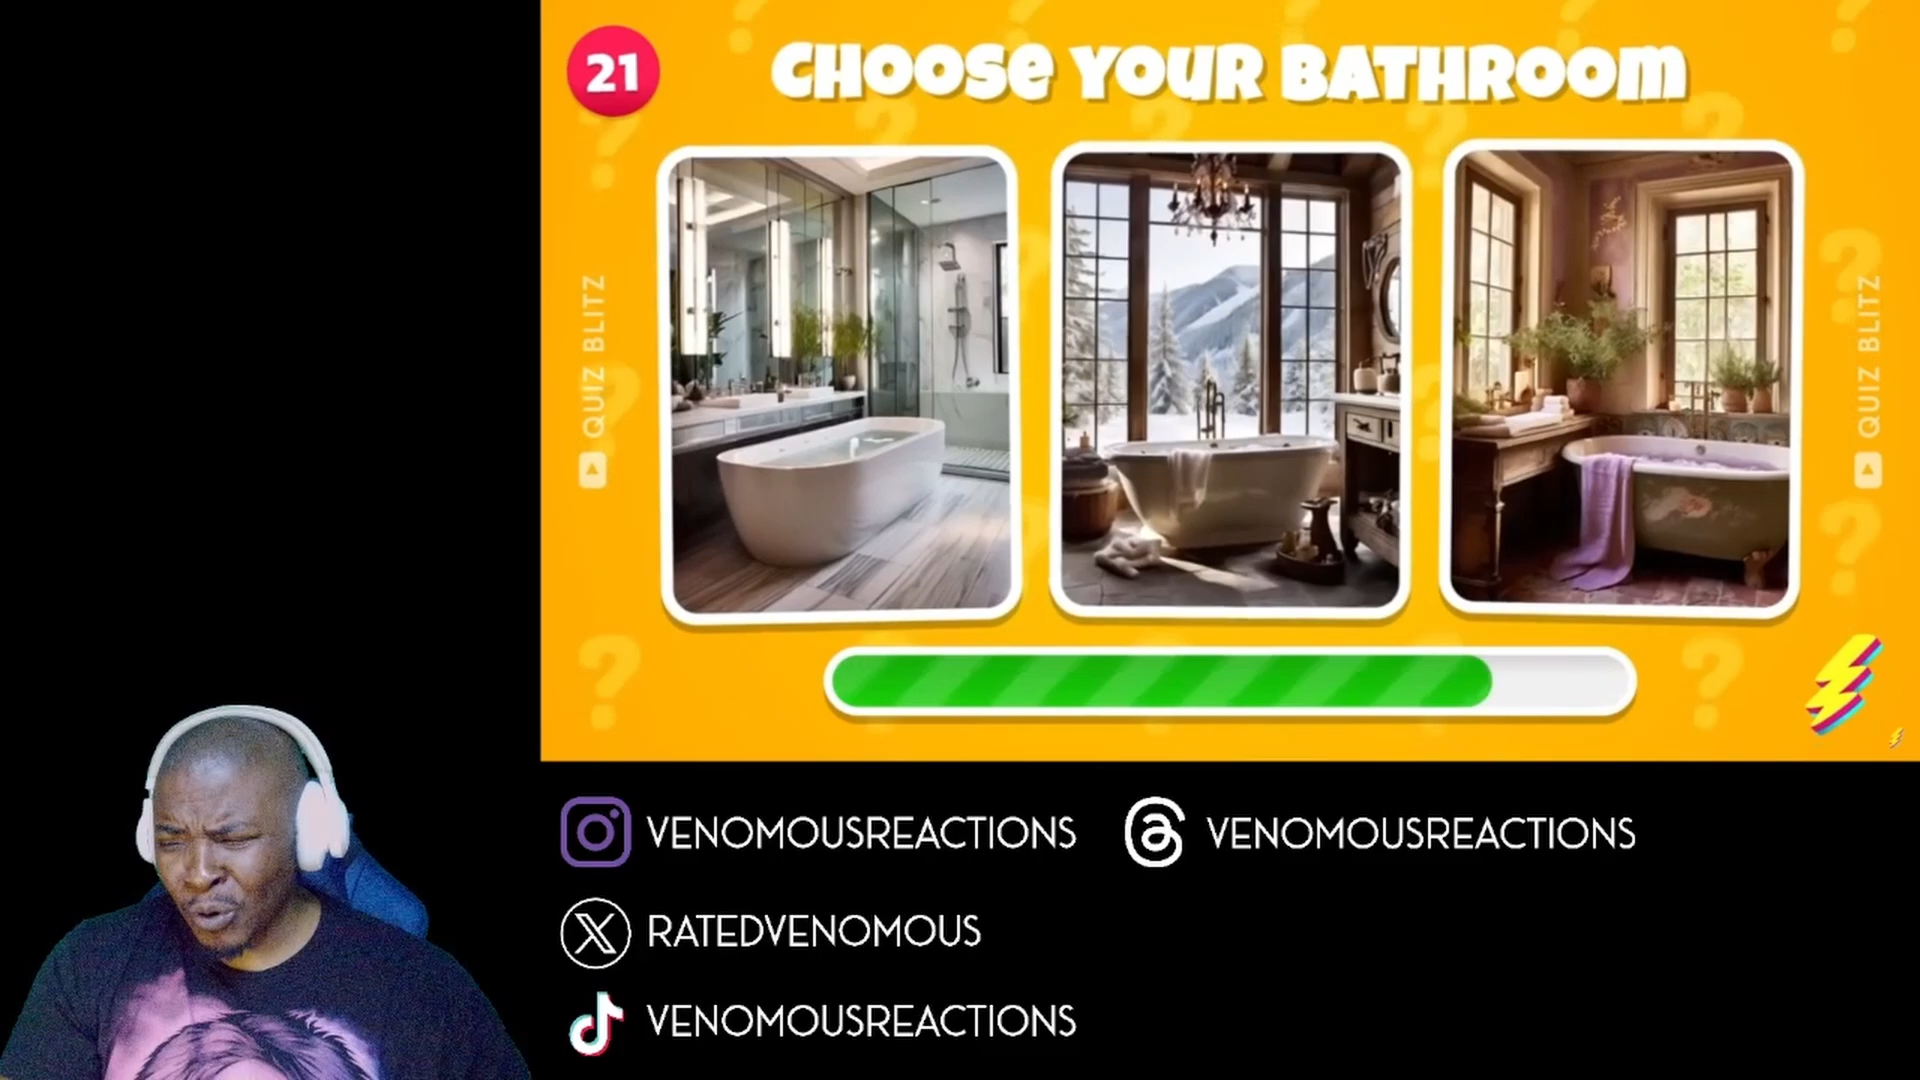 21
CHOOSE YOUR BATHROOM
QUIZ BLITZ
QUIZ BLITZ
VENOMOUSREACTIONS
VENOMOUSREACTIONS
RATEDVENOMOUS
VENOMOUSREACTIONS